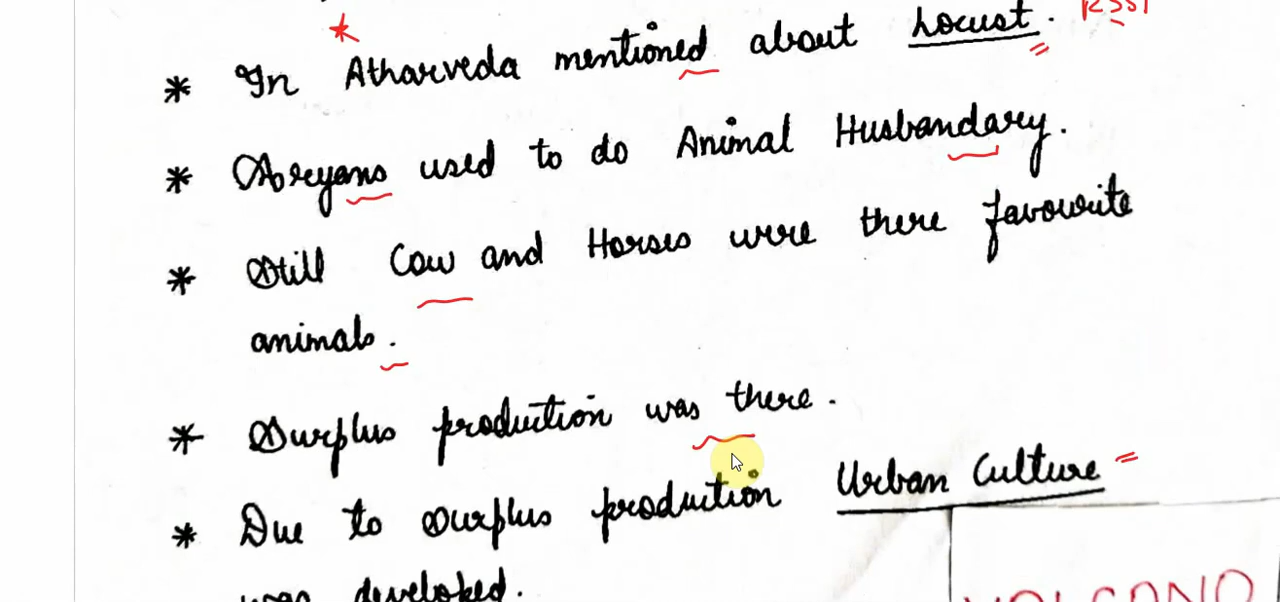 * In Atharveda mentioned about Locust.
* Aryans used to do Animal Husbandary.
* Still Cow and Horses were there favourite
animals.
* Surplus production was there.
* Due to surplus production Urban Culture
was developed.
VOLCANO